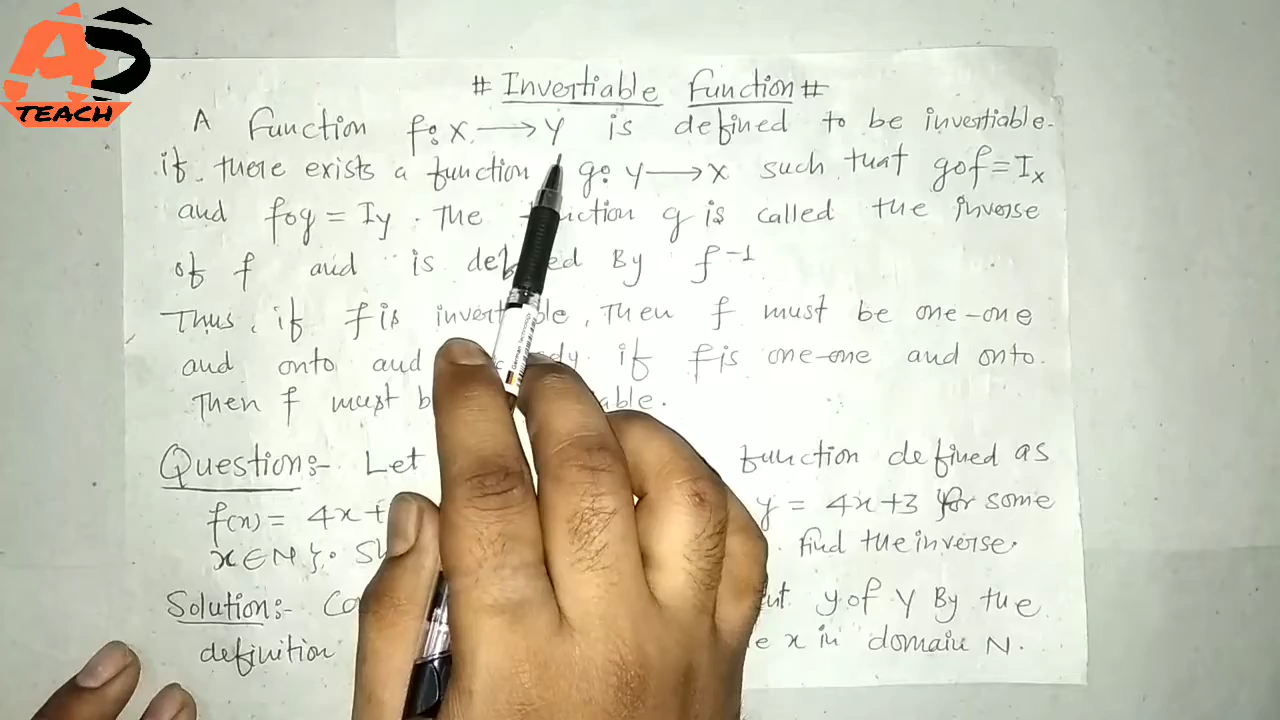 AS
TEACH
# Invertiable Function #
A Function f: X → Y is defined to be invertiable.
if there exists a function g: Y → X such that gof = Ix
and fog = Iy. The function g is called the inverse
of f and is defined By f⁻¹
Thus, if f is invertible, Then f must be one-one
and onto and if f is one-one and onto.
Then f must
Question:- Let function defined as
f(x) = 4x+ y = 4x+3 for some
x ∈ N }. find the inverse.
Solution:- y of Y By the
definition x in domain N.